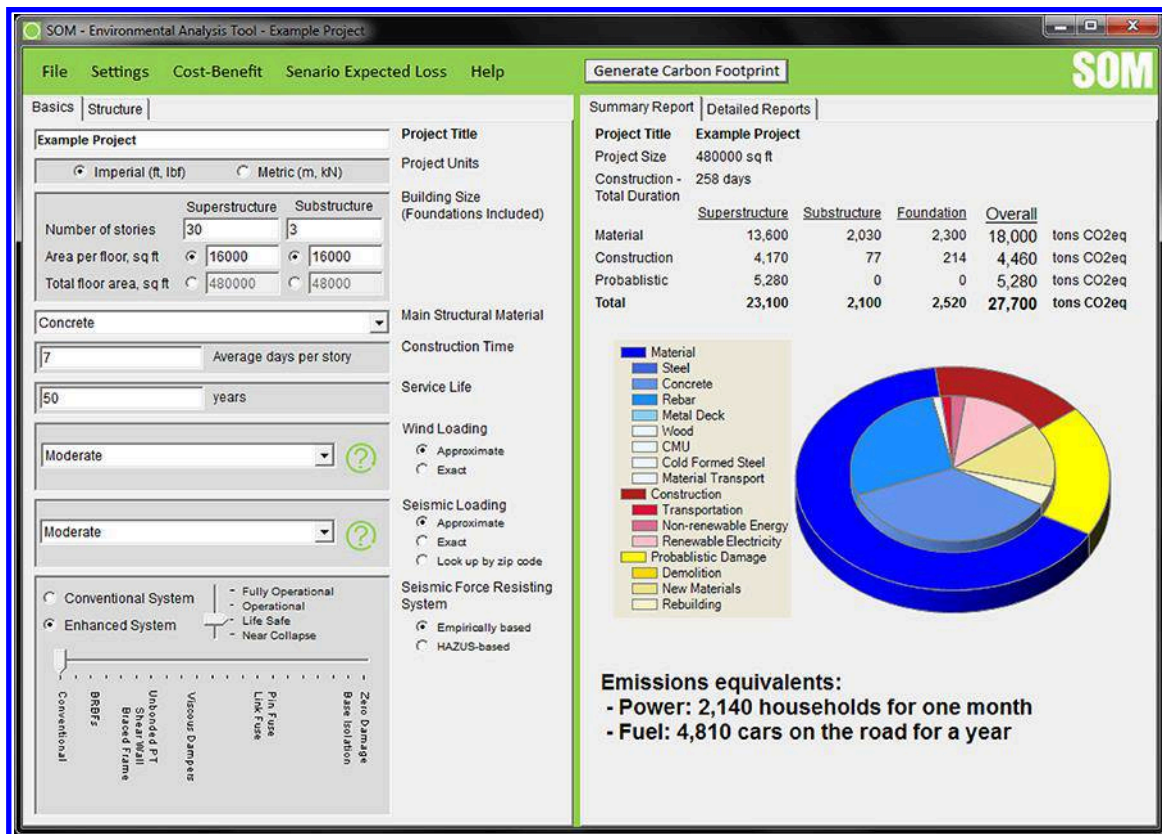 SOM - Environmental Analysis Tool - Example Project
File Settings Cost-Benefit Senario Expected Loss Help
Generate Carbon Footprint
SOM
Basics Structure
Example Project
Project Title
Imperial (ft, lbf) Metric (m, kN)
Project Units
Building Size
(Foundations Included)
Superstructure Substructure
Number of stories 30 3
Area per floor, sq ft 16000 16000
Total floor area, sq ft 480000 48000
Concrete
Main Structural Material
7 Average days per story
Construction Time
50 years
Service Life
Moderate
Wind Loading
Approximate
Exact
Moderate
Seismic Loading
Approximate
Exact
Look up by zip code
Conventional System
Enhanced System
- Fully Operational
- Operational
- Life Safe
- Near Collapse
Seismic Force Resisting
System
Empirically based
HAZUS-based
Conventional
BRBFs
Unbonded PT
Shear Wall
Braced Frame
Viscous Dampers
Pin Fuse
Link Fuse
Zero Damage
Base Isolation
Summary Report Detailed Reports
Project Title Example Project
Project Size 480000 sq ft
Construction - 258 days
Total Duration
Superstructure Substructure Foundation Overall
Material 13,600 2,030 2,300 18,000 tons CO2eq
Construction 4,170 77 214 4,460 tons CO2eq
Probablistic 5,280 0 0 5,280 tons CO2eq
Total 23,100 2,100 2,520 27,700 tons CO2eq
Material
Steel
Concrete
Rebar
Metal Deck
Wood
CMU
Cold Formed Steel
Material Transport
Construction
Transportation
Non-renewable Energy
Renewable Electricity
Probablistic Damage
Demolition
New Materials
Rebuilding
Emissions equivalents:
- Power: 2,140 households for one month
- Fuel: 4,810 cars on the road for a year